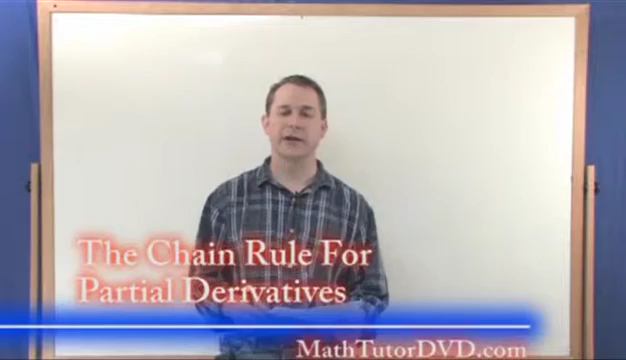 The Chain Rule For
Partial Derivatives
MathTutorDVD.com